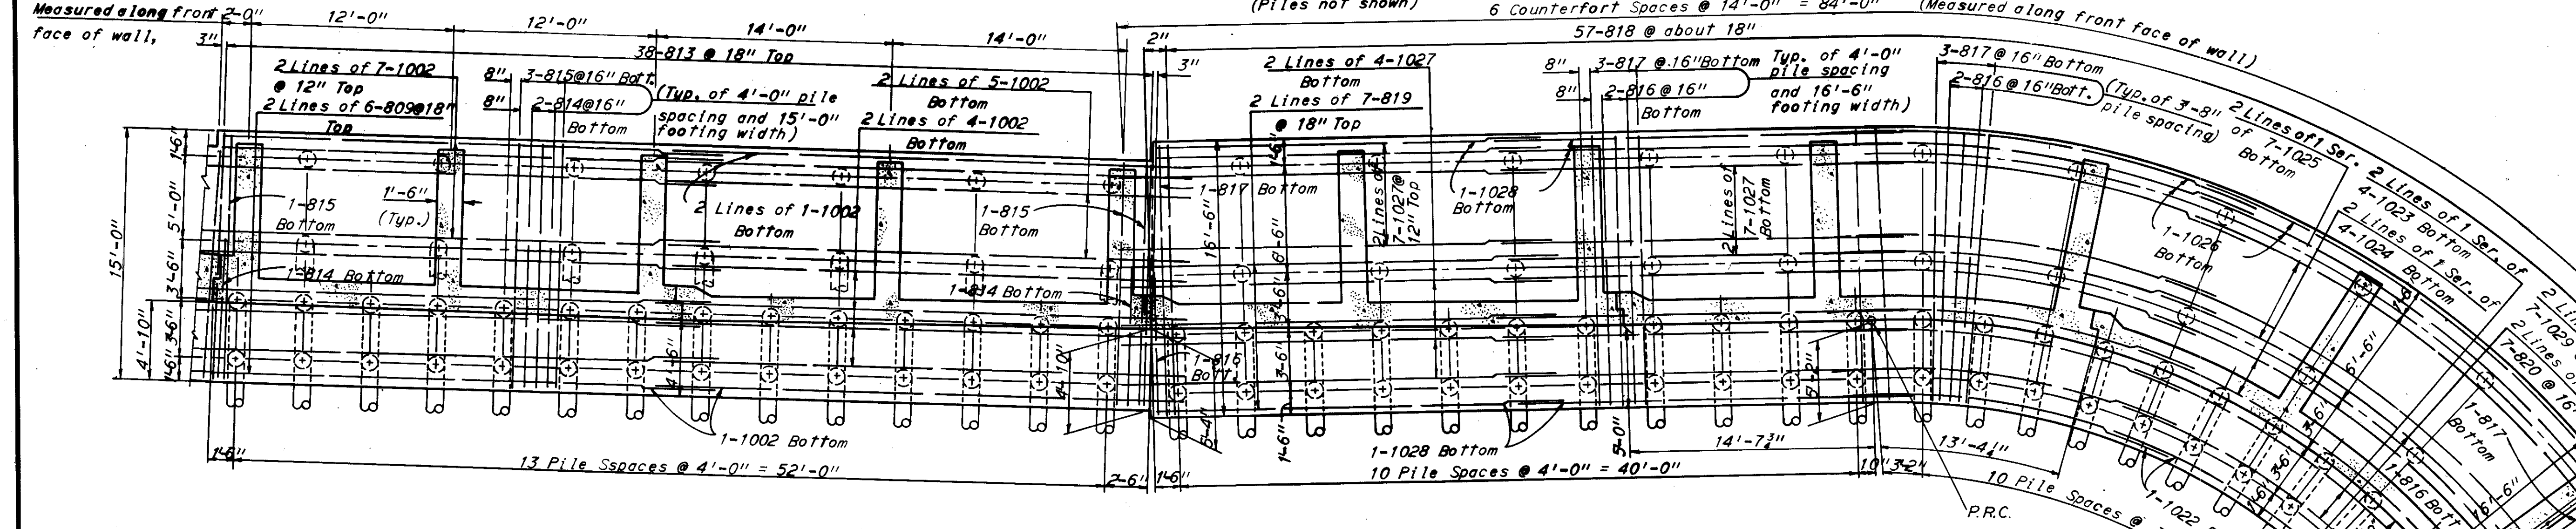 Measured along front
face of wall,
2'-0"
12'-0"
12'-0"
14'-0"
14'-0"
(Piles not shown)
6 Counterfort Spaces @ 14'-0" = 84'-0"
(Measured along front face of wall)
3"
38-813 @ 18" Top
2"
3"
57-818 @ about 18"
2 Lines of 7-1002
@ 12" Top
2 Lines of 6-809@18"
Top
8"
3-815@16" Bott.
8"
2-814@16"
Bottom
(Typ. of 4'-0" pile
spacing and 15'-0"
footing width)
2 Lines of 5-1002
Bottom
2 Lines of 4-1002
Bottom
2 Lines of 4-1027
Bottom
2 Lines of 7-819
@ 18" Top
8"
3-817 @ 16"Bottom
8"
2-816 @ 16"
Bottom
Typ. of 4'-0"
pile spacing
and 16'-6"
footing width)
3-817 @ 16" Bottom
2-816 @ 16"Bott.
(Typ. of 3'-8"
pile spacing)
2 Lines of 1 Ser.
of
7-1025
Bottom
2 Lines of 1 Ser. of
4-1023 Bottom
2 Lines of 1 Ser. of
4-1024 Bottom
7-1029
7-820 @ 16"
15'-0"
1'-6"
5'-0"
3'-6"
4'-10"
3'-6"
1'-6"
1-815
Bottom
1'-6"
(Typ.)
1-814 Bottom
2 Lines of 1-1002
Bottom
1-815
Bottom
1-814 Bottom
4'-6"
4'-10"
1-817 Bottom
16'-6"
1'-6"
6'-6"
3'-6"
3'-6"
1'-6"
2 Lines of
7-1027@
12" Top
1-1028
Bottom
2 Lines of
7-1027
Bottom
1-1026
Bottom
1-816
Bott.
5'-4"
5'-0"
5'-2"
6'-6"
3'-6"
3'-6"
1-817
Bottom
1-816 Bott
16'-6"
1-1002 Bottom
1-1028 Bottom
14'-7¾"
13'-4¼"
1'-6"
13 Pile Sspaces @ 4'-0" = 52'-0"
2'-6"
1'-6"
10 Pile Spaces @ 4'-0" = 40'-0"
10"
3'-2"
10 Pile Spaces @
1-1022
P.R.C.